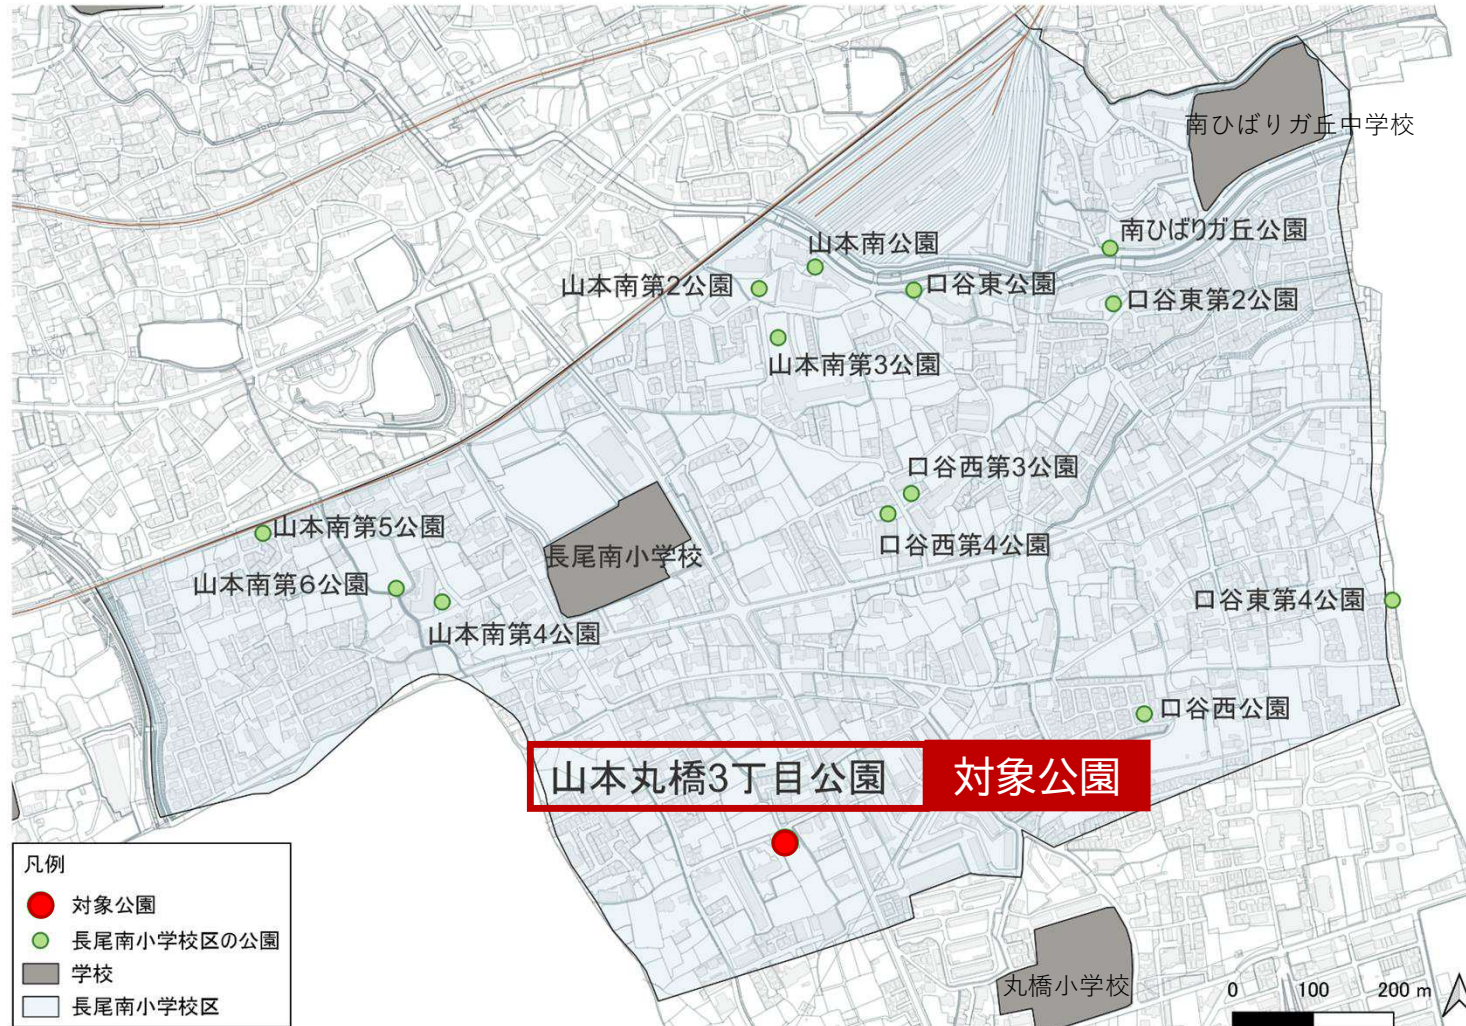 南ひばりガ丘中学校
南ひばりガ丘公園
山本南公園
山本南第2公園
口谷東公園
口谷東第2公園
山本南第3公園
口谷西第3公園
口谷西第4公園
山本南第5公園
長尾南小学校
山本南第6公園
山本南第4公園
口谷東第4公園
口谷西公園
山本丸橋3丁目公園 対象公園
凡例
対象公園
長尾南小学校区の公園
学校
長尾南小学校区
丸橋小学校
0 100 200 m